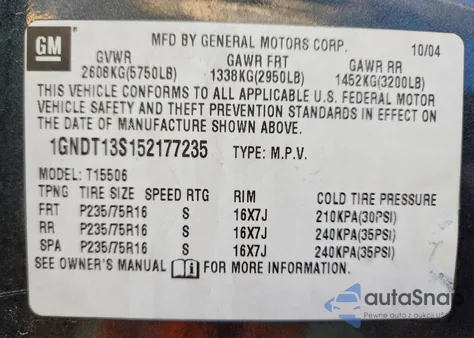 GM
MFD BY GENERAL MOTORS CORP. 10/04
GVWR GAWR FRT GAWR RR
2608KG(5750LB) 1338KG(2950LB) 1452KG(3200LB)
THIS VEHICLE CONFORMS TO ALL APPLICABLE U.S. FEDERAL MOTOR
VEHICLE SAFETY AND THEFT PREVENTION STANDARDS IN EFFECT ON
THE DATE OF MANUFACTURE SHOWN ABOVE.
1GNDT13S152177235 TYPE: M.P.V.
MODEL: T15506
TPNG TIRE SIZE SPEED RTG RIM COLD TIRE PRESSURE
FRT P235/75R16 S 16X7J 210KPA(30PSI)
RR P235/75R16 S 16X7J 240KPA(35PSI)
SPA P235/75R16 S 16X7J 240KPA(35PSI)
SEE OWNER'S MANUAL i FOR MORE INFORMATION.
autoSnap
Pewne auto z USA i Kanady